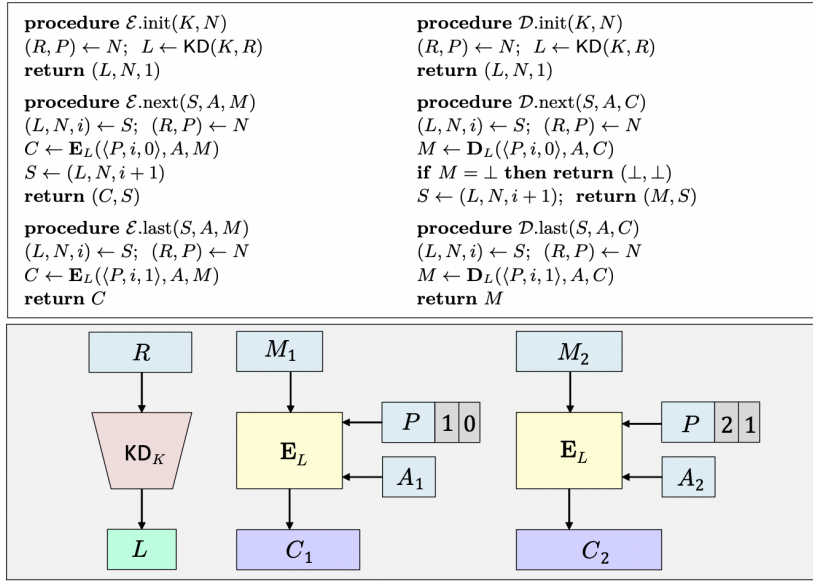 procedure ℰ.init(K, N)
(R, P) ← N; L ← KD(K, R)
return (L, N, 1)
procedure ℰ.next(S, A, M)
(L, N, i) ← S; (R, P) ← N
C ← E_L(⟨P, i, 0⟩, A, M)
S ← (L, N, i + 1)
return (C, S)
procedure ℰ.last(S, A, M)
(L, N, i) ← S; (R, P) ← N
C ← E_L(⟨P, i, 1⟩, A, M)
return C
procedure 𝒟.init(K, N)
(R, P) ← N; L ← KD(K, R)
return (L, N, 1)
procedure 𝒟.next(S, A, C)
(L, N, i) ← S; (R, P) ← N
M ← D_L(⟨P, i, 0⟩, A, C)
if M = ⊥ then return (⊥, ⊥)
S ← (L, N, i + 1); return (M, S)
procedure 𝒟.last(S, A, C)
(L, N, i) ← S; (R, P) ← N
M ← D_L(⟨P, i, 1⟩, A, C)
return M
R M₁ M₂
P 1 0 P 2 1
KD_K E_L E_L
A₁ A₂
L C₁ C₂